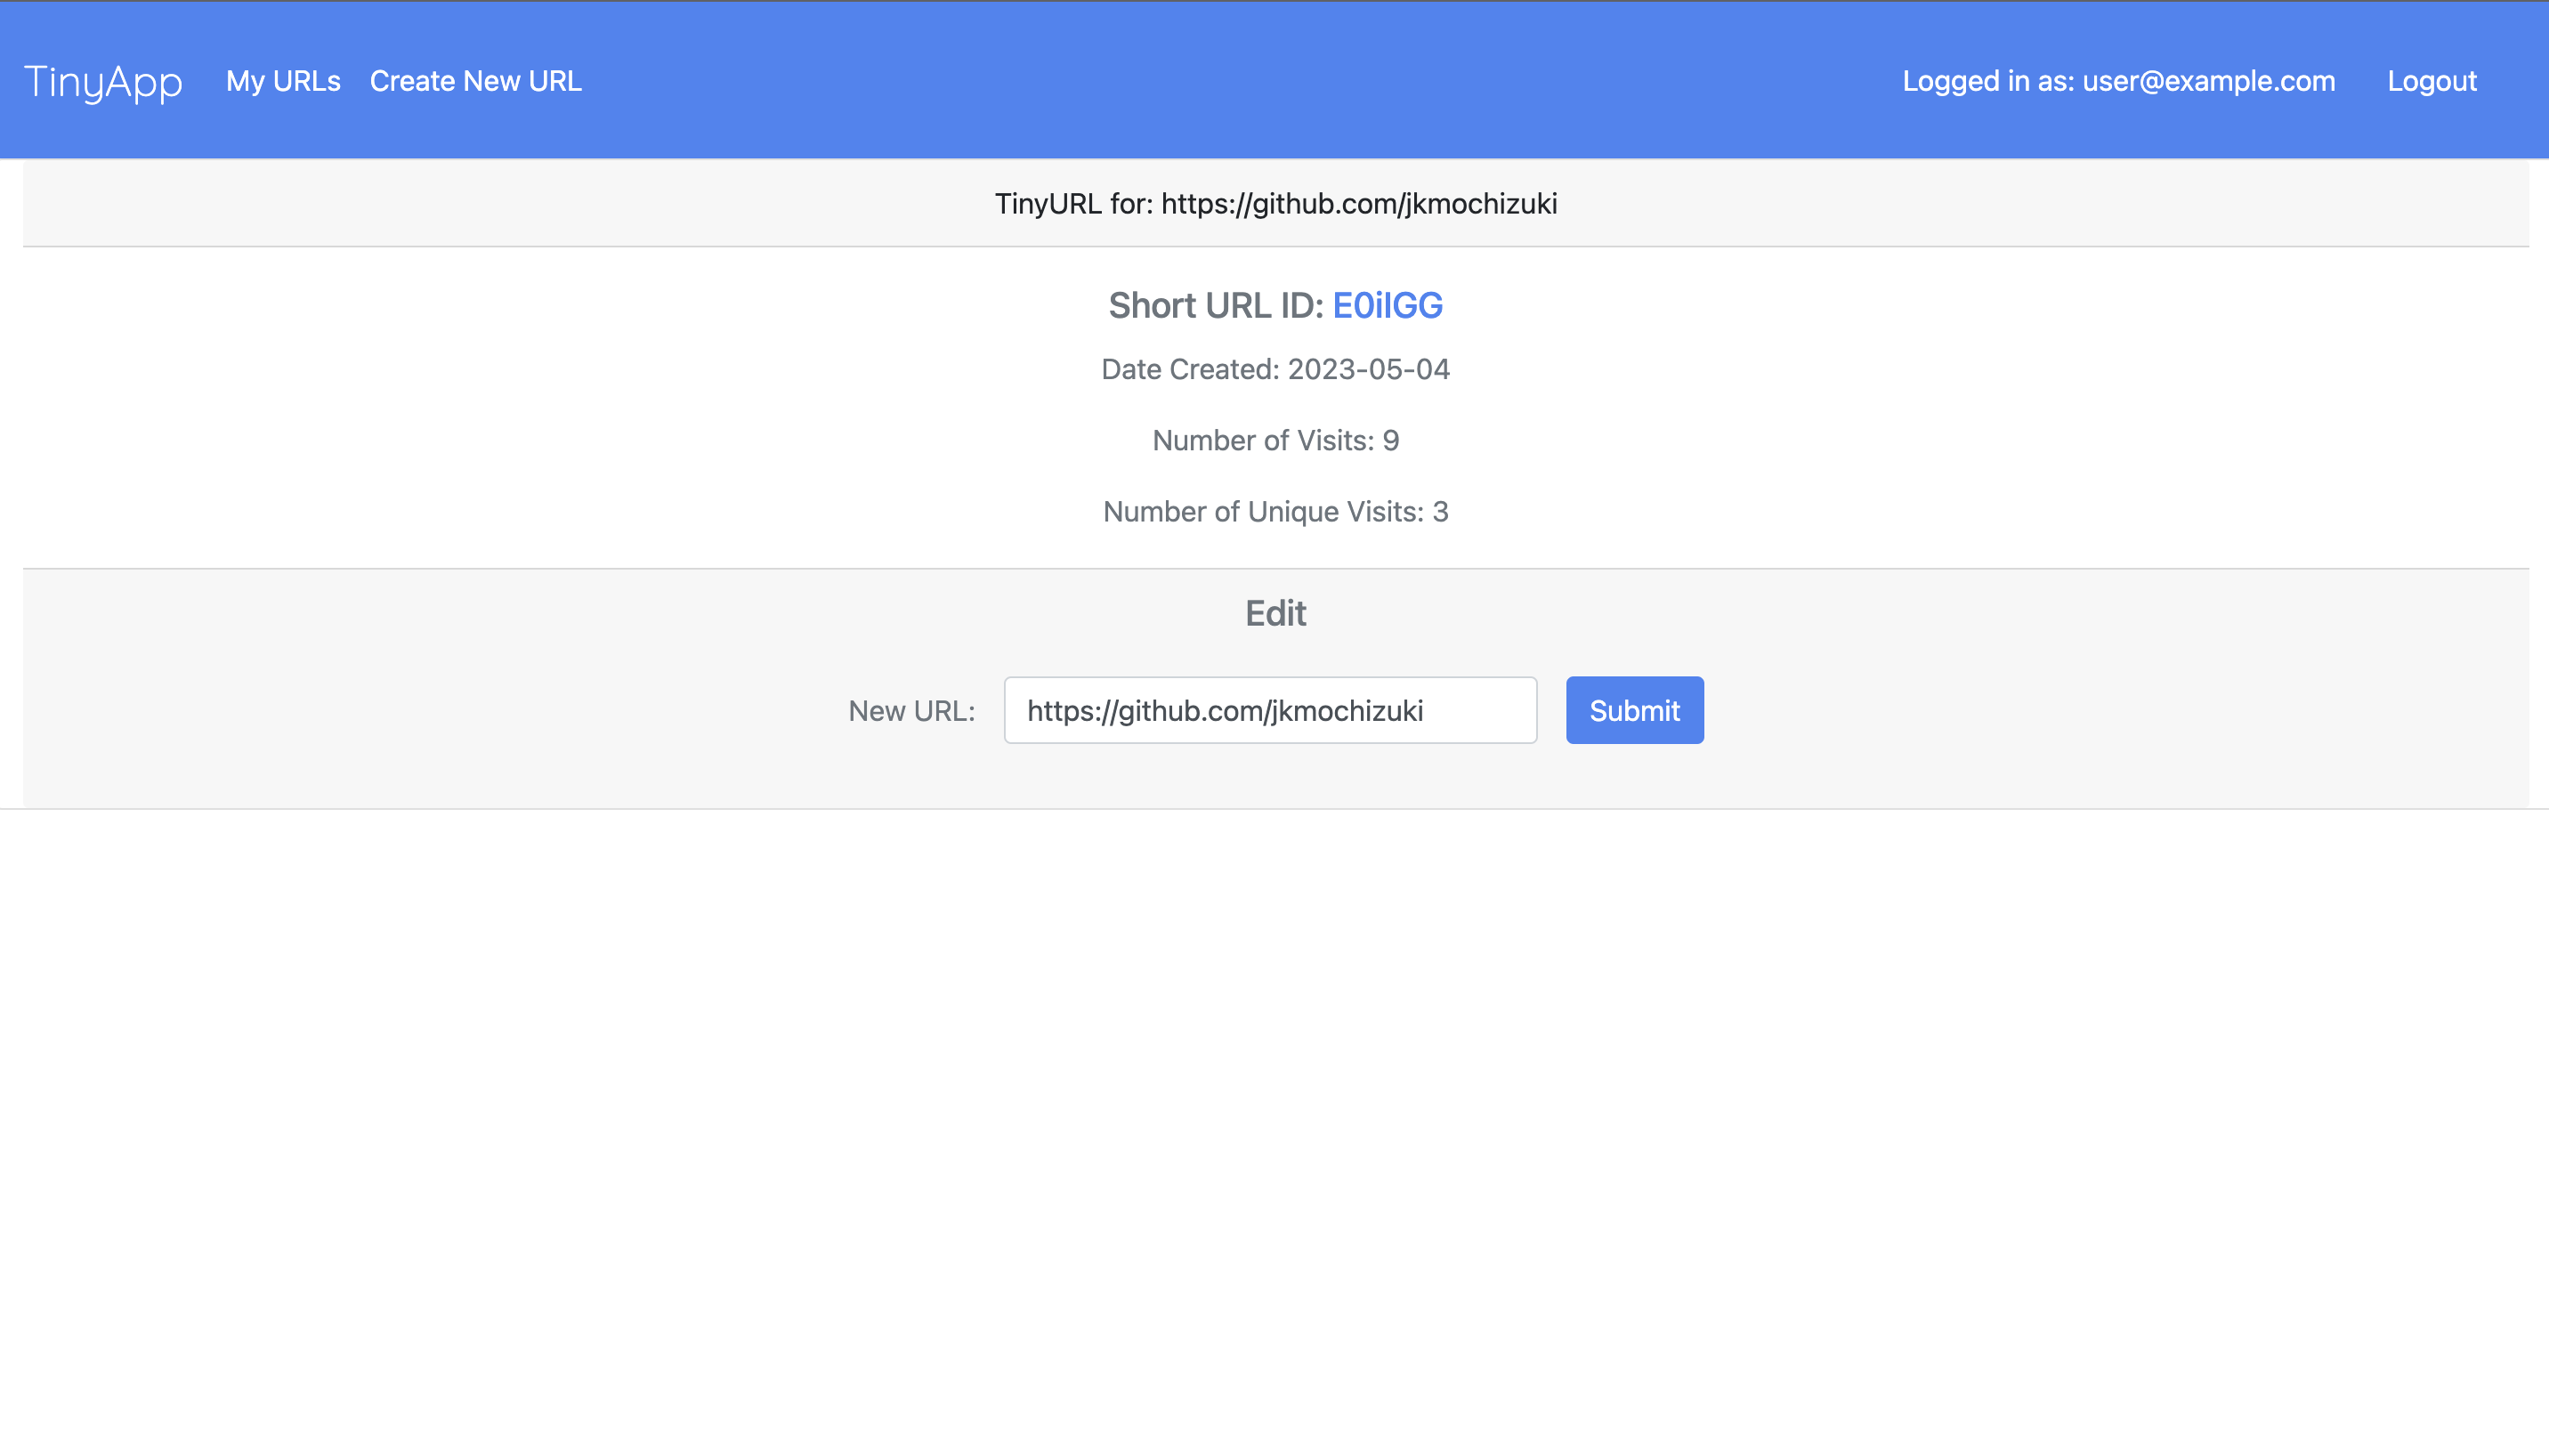 TinyApp My URLs Create New URL Logged in as: user@example.com Logout
TinyURL for: https://github.com/jkmochizuki
Short URL ID: E0iIGG
Date Created: 2023-05-04
Number of Visits: 9
Number of Unique Visits: 3
Edit
New URL: https://github.com/jkmochizuki Submit